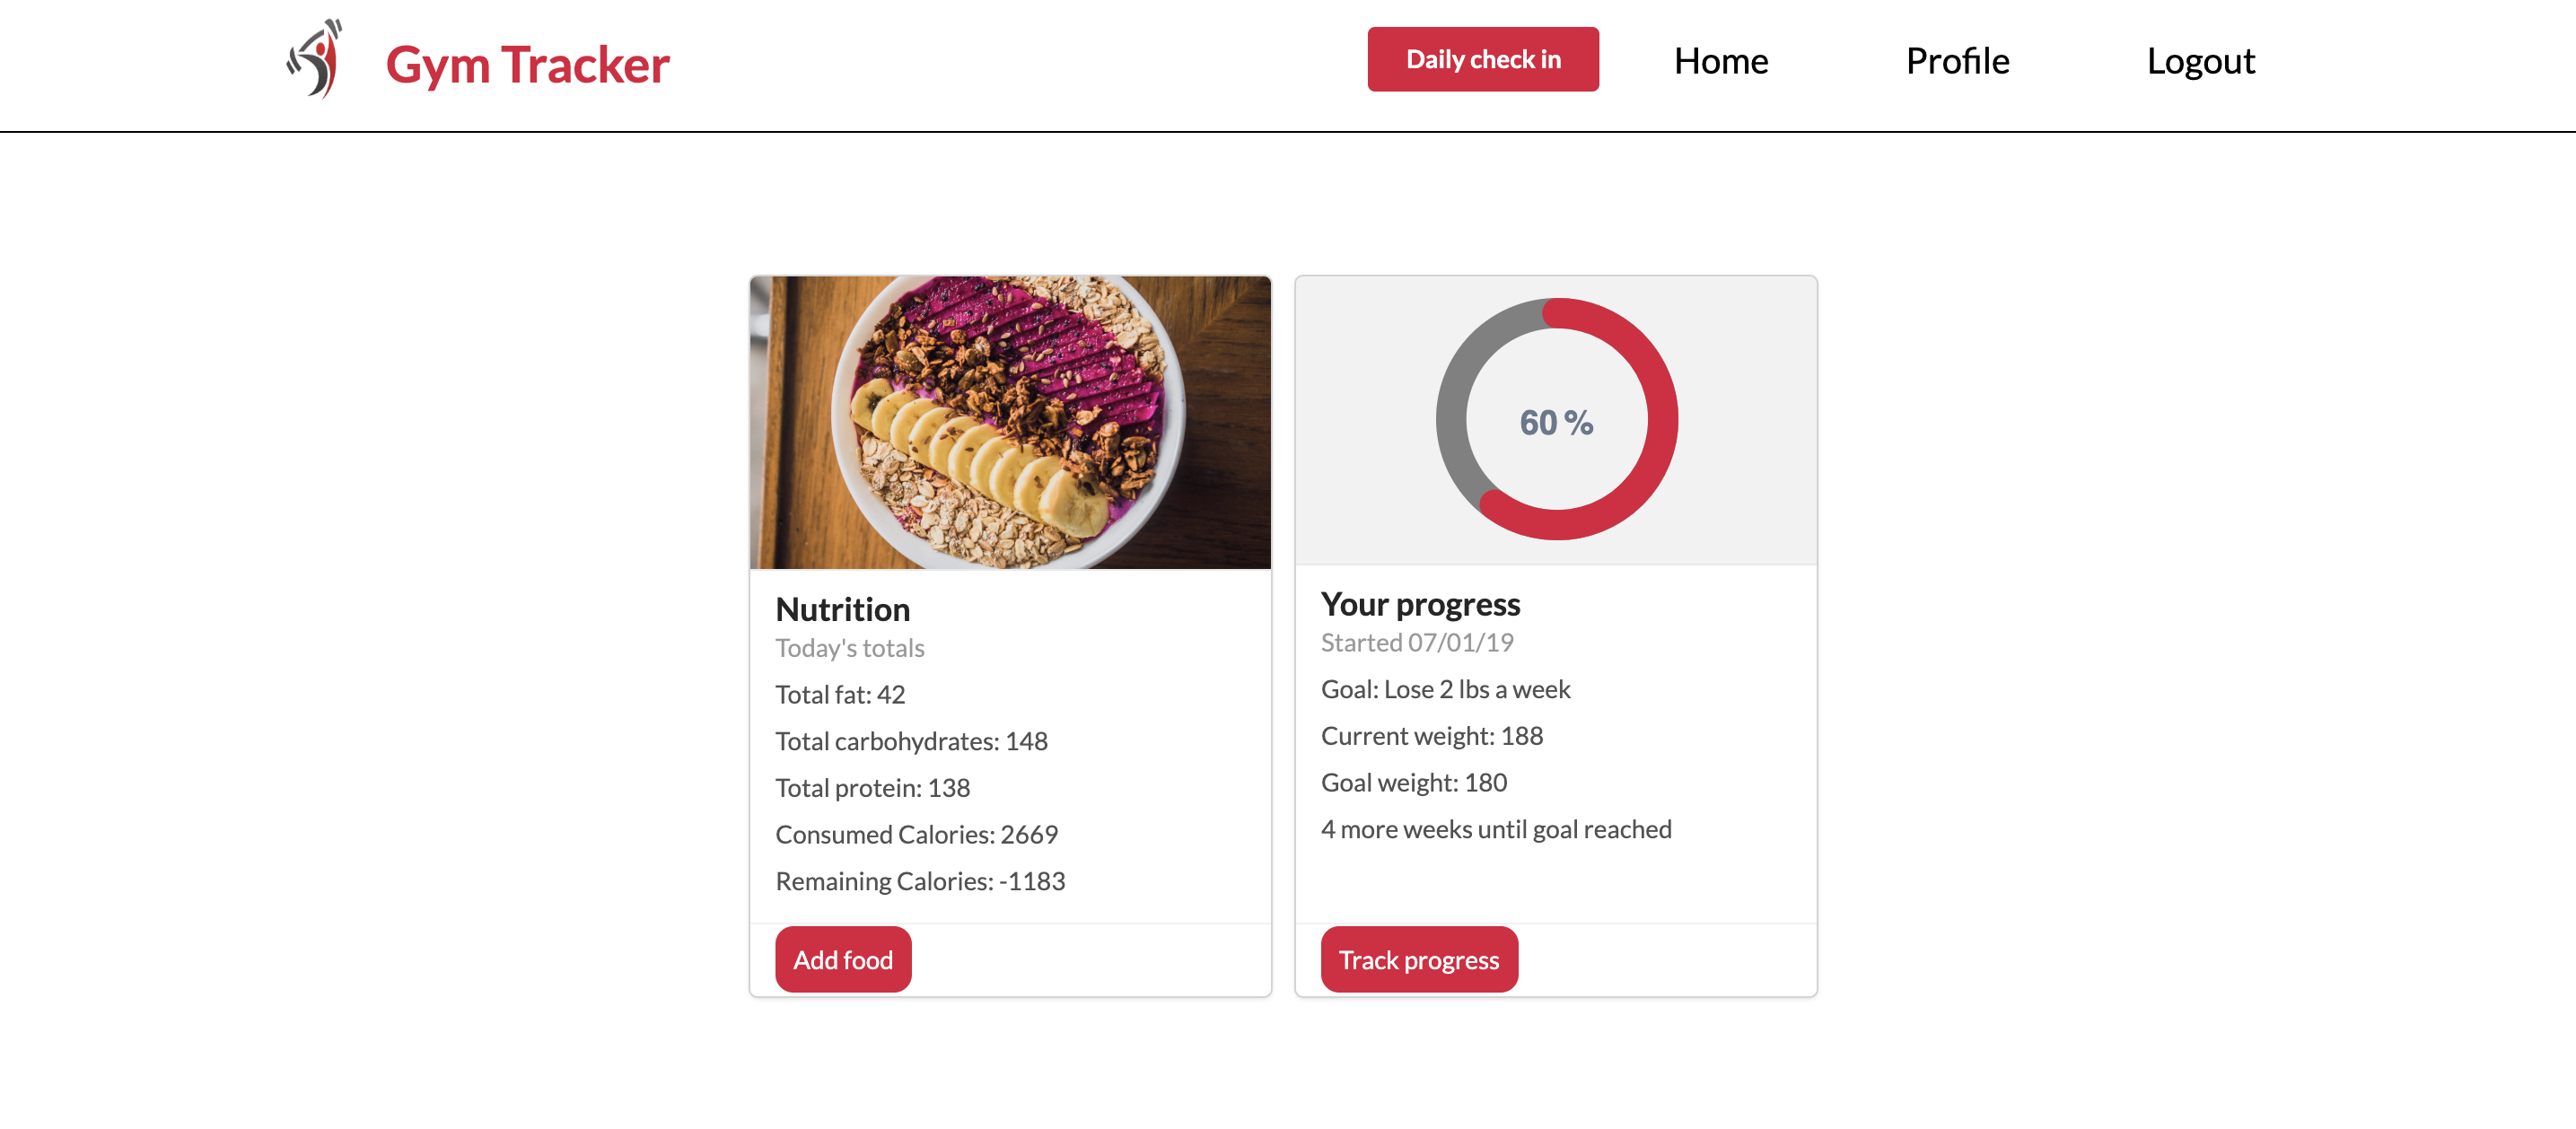 Gym Tracker
Daily check in
Home
Profile
Logout
Nutrition
Today's totals
Total fat: 42
Total carbohydrates: 148
Total protein: 138
Consumed Calories: 2669
Remaining Calories: -1183
Add food
60 %
Your progress
Started 07/01/19
Goal: Lose 2 lbs a week
Current weight: 188
Goal weight: 180
4 more weeks until goal reached
Track progress